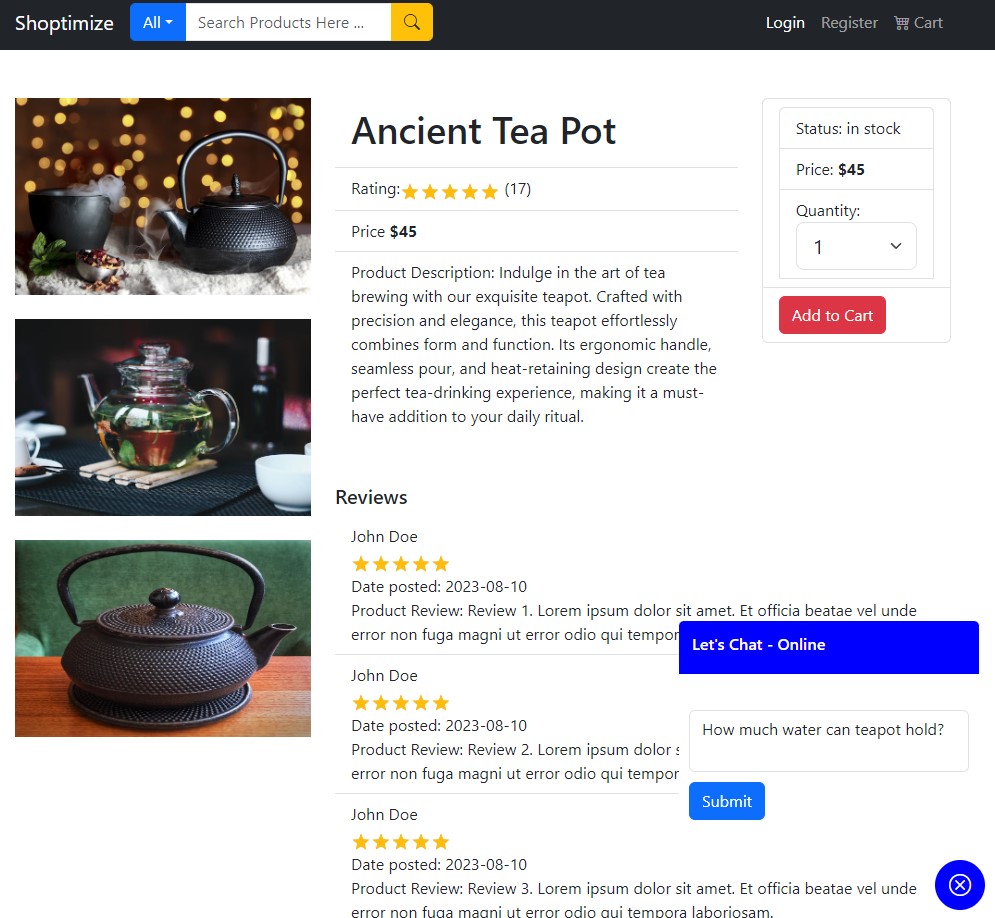 Shoptimize All Search Products Here ... Login Register Cart
Ancient Tea Pot
Rating: (17)
Price $45
Product Description: Indulge in the art of tea
brewing with our exquisite teapot. Crafted with
precision and elegance, this teapot effortlessly
combines form and function. Its ergonomic handle,
seamless pour, and heat-retaining design create the
perfect tea-drinking experience, making it a must-
have addition to your daily ritual.
Status: in stock
Price: $45
Quantity:
1
Add to Cart
Reviews
John Doe
Date posted: 2023-08-10
Product Review: Review 1. Lorem ipsum dolor sit amet. Et officia beatae vel unde
error non fuga magni ut error odio qui tempor
John Doe
Date posted: 2023-08-10
Product Review: Review 2. Lorem ipsum dolor s
error non fuga magni ut error odio qui tempor
John Doe
Date posted: 2023-08-10
Product Review: Review 3. Lorem ipsum dolor sit amet. Et officia beatae vel unde
error non fuga magni ut error odio qui tempora laboriosam.
Let's Chat - Online
How much water can teapot hold?
Submit